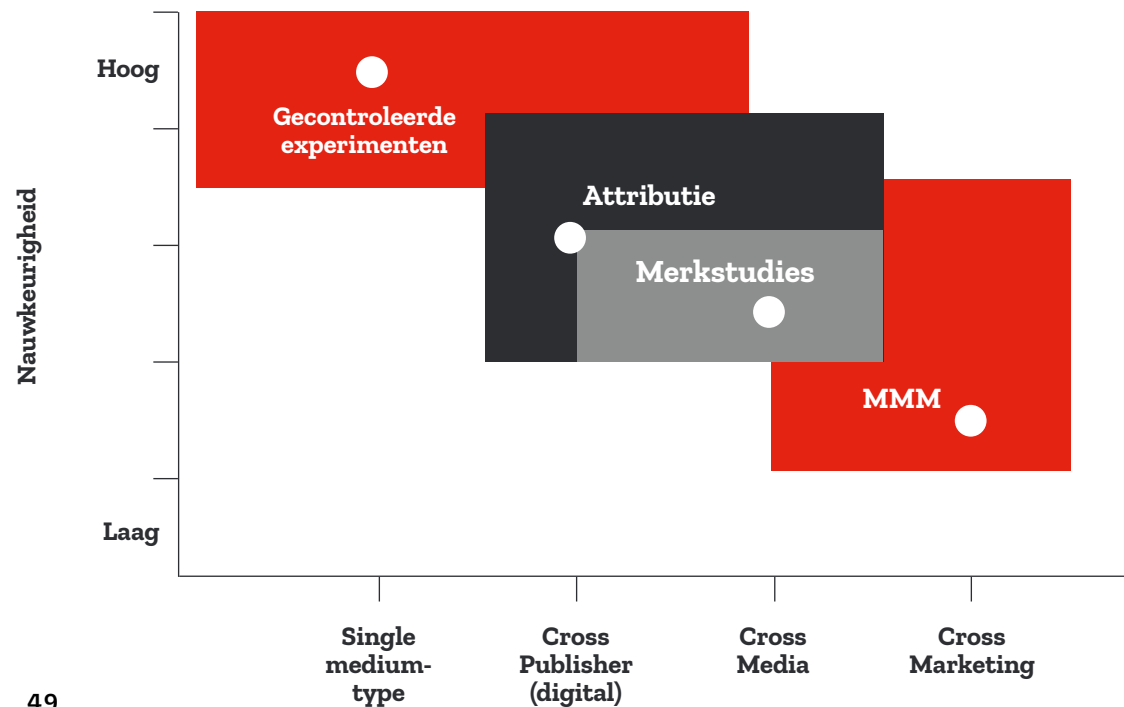 Hoog
Gecontroleerde
experimenten
Attributie
Nauwkeurigheid
Merkstudies
MMM
Laag
Single
medium-
type
Cross
Publisher
(digital)
Cross
Media
Cross
Marketing
49